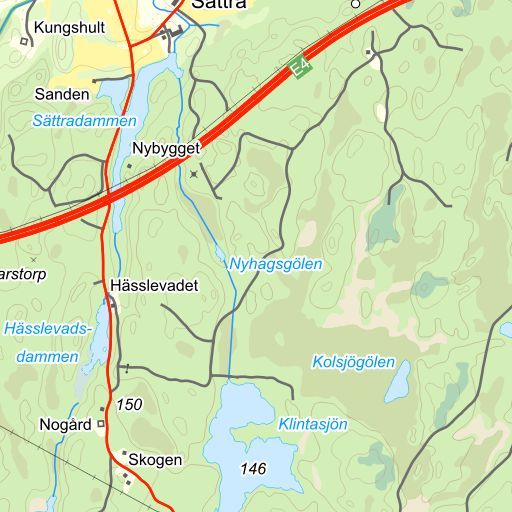 Sättra
Kungshult
E4
Sanden
Sättradammen
Nybygget
Nyhagsgölen
arstorp
Hässlevadet
Hässlevads-
dammen
Kolsjögölen
150
Nogård
Klintasjön
Skogen
146